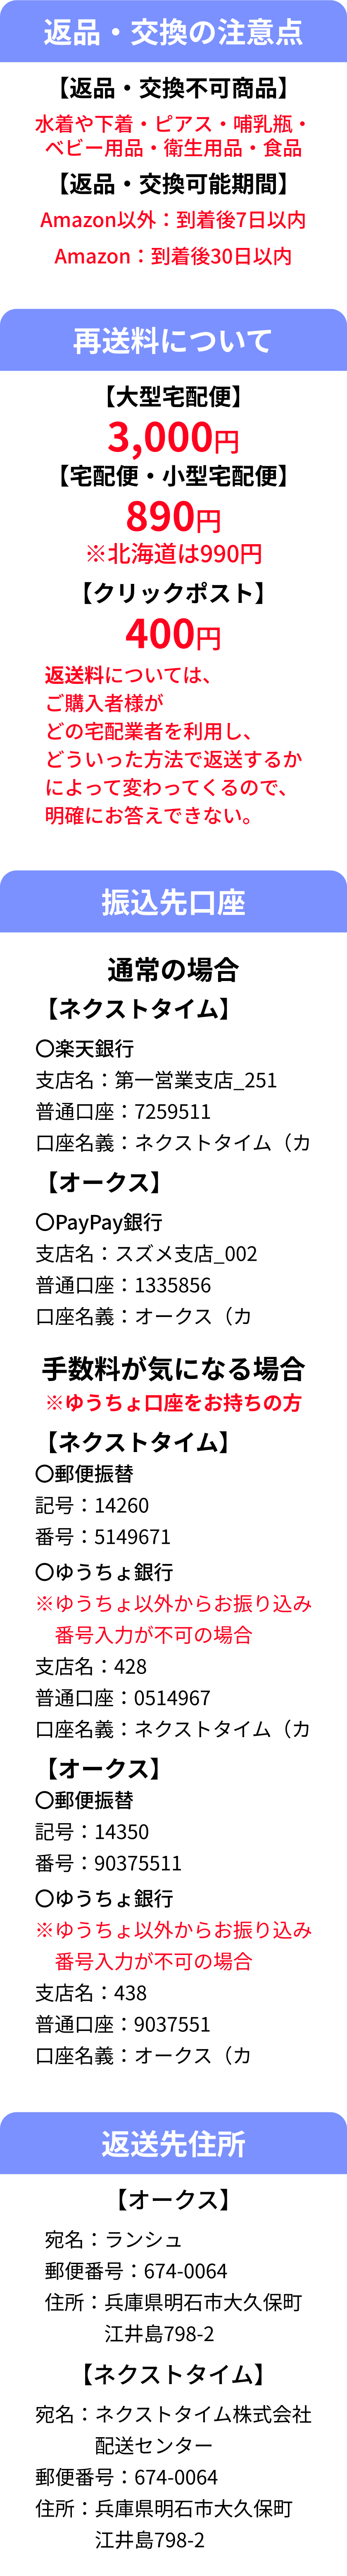 返品・交換の注意点
【返品・交換不可商品】
水着や下着・ピアス・哺乳瓶・
ベビー用品・衛生用品・食品
【返品・交換可能期間】
Amazon以外：到着後7日以内
Amazon：到着後30日以内
再送料について
【大型宅配便】
3,000円
【宅配便・小型宅配便】
890円
※北海道は990円
【クリックポスト】
400円
返送料については、
ご購入者様が
どの宅配業者を利用し、
どういった方法で返送するか
によって変わってくるので、
明確にお答えできない。
振込先口座
通常の場合
【ネクストタイム】
〇楽天銀行
支店名：第一営業支店_251
普通口座：7259511
口座名義：ネクストタイム（カ
【オークス】
〇PayPay銀行
支店名：スズメ支店_002
普通口座：1335856
口座名義：オークス（カ
手数料が気になる場合
※ゆうちょ口座をお持ちの方
【ネクストタイム】
〇郵便振替
記号：14260
番号：5149671
〇ゆうちょ銀行
※ゆうちょ以外からお振り込み
番号入力が不可の場合
支店名：428
普通口座：0514967
口座名義：ネクストタイム（カ
【オークス】
〇郵便振替
記号：14350
番号：90375511
〇ゆうちょ銀行
※ゆうちょ以外からお振り込み
番号入力が不可の場合
支店名：438
普通口座：9037551
口座名義：オークス（カ
返送先住所
【オークス】
宛名：ランシュ
郵便番号：674-0064
住所：兵庫県明石市大久保町
江井島798-2
【ネクストタイム】
宛名：ネクストタイム株式会社
配送センター
郵便番号：674-0064
住所：兵庫県明石市大久保町
江井島798-2